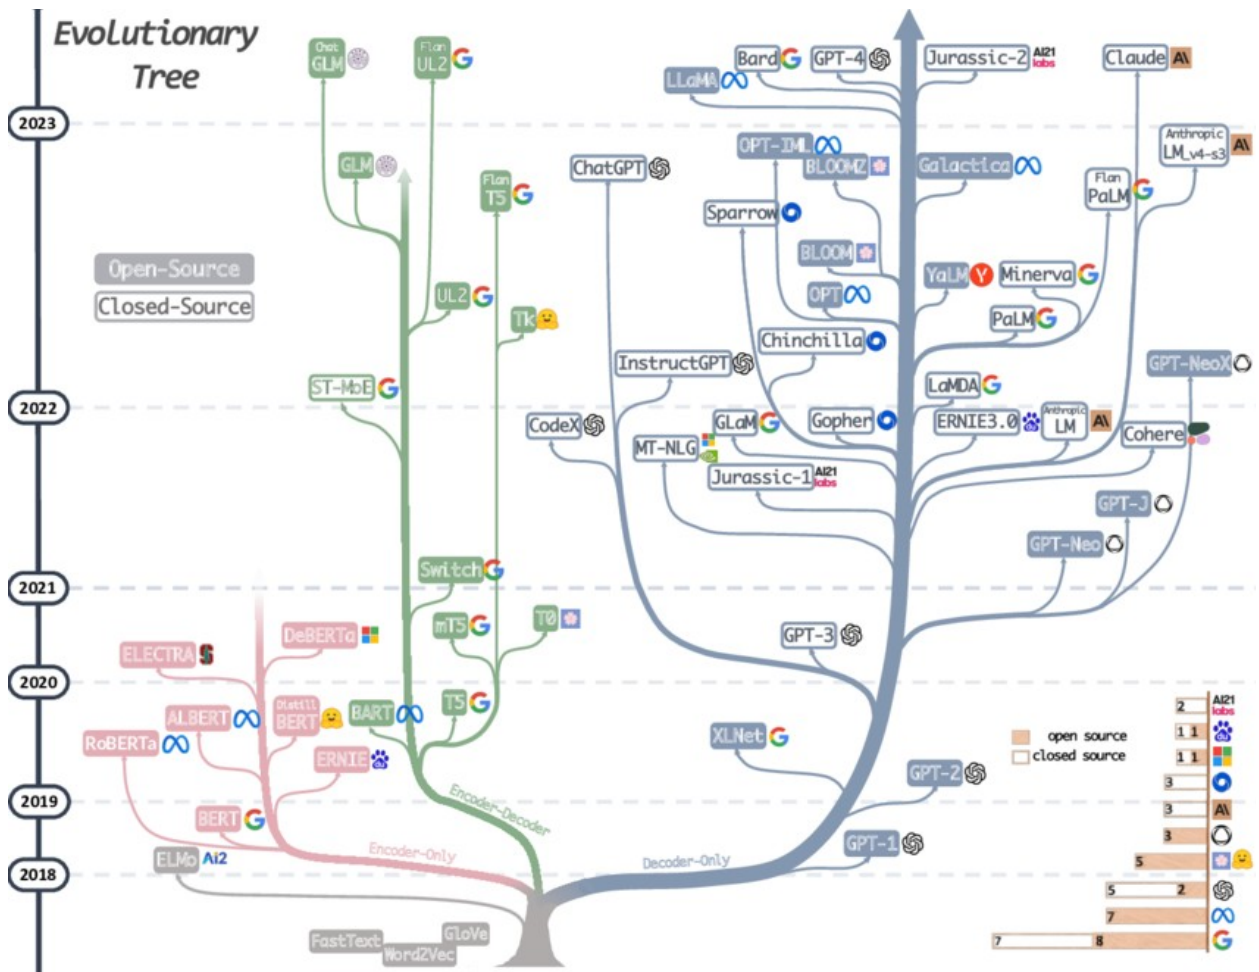 Evolutionary
Tree
2023
2022
2021
2020
2019
2018
Open-Source
Closed-Source
Chat
GLM
Flan
UL2
GLM
Flan
T5
UL2
Tk
ST-MoE
Switch
mT5
T0
T5
BART
Encoder-Decoder
DeBERTa
ELECTRA
ALBERT
Distill
BERT
RoBERTa
ERNIE
BERT
Encoder-Only
ELMo
Ai2
FastText
Word2Vec
GloVe
LLaMA
Bard
GPT-4
Jurassic-2
AI21
labs
Claude
A\
OPT-IML
BLOOMZ
Galactica
Anthropic
LM_v4-s3
A\
ChatGPT
Sparrow
Flan
PaLM
BLOOM
OPT
YaLM
Y
Minerva
PaLM
Chinchilla
InstructGPT
GPT-NeoX
CodeX
MT-NLG
GLaM
Gopher
LaMDA
ERNIE3.0
du
Anthropic
LM
A\
Cohere
Jurassic-1
AI21
labs
GPT-J
GPT-Neo
GPT-3
XLNet
GPT-2
GPT-1
Decoder-Only
open source
closed source
2
AI21
labs
1 1
du
1 1
3
3
A\
3
5
5 2
7
7 8